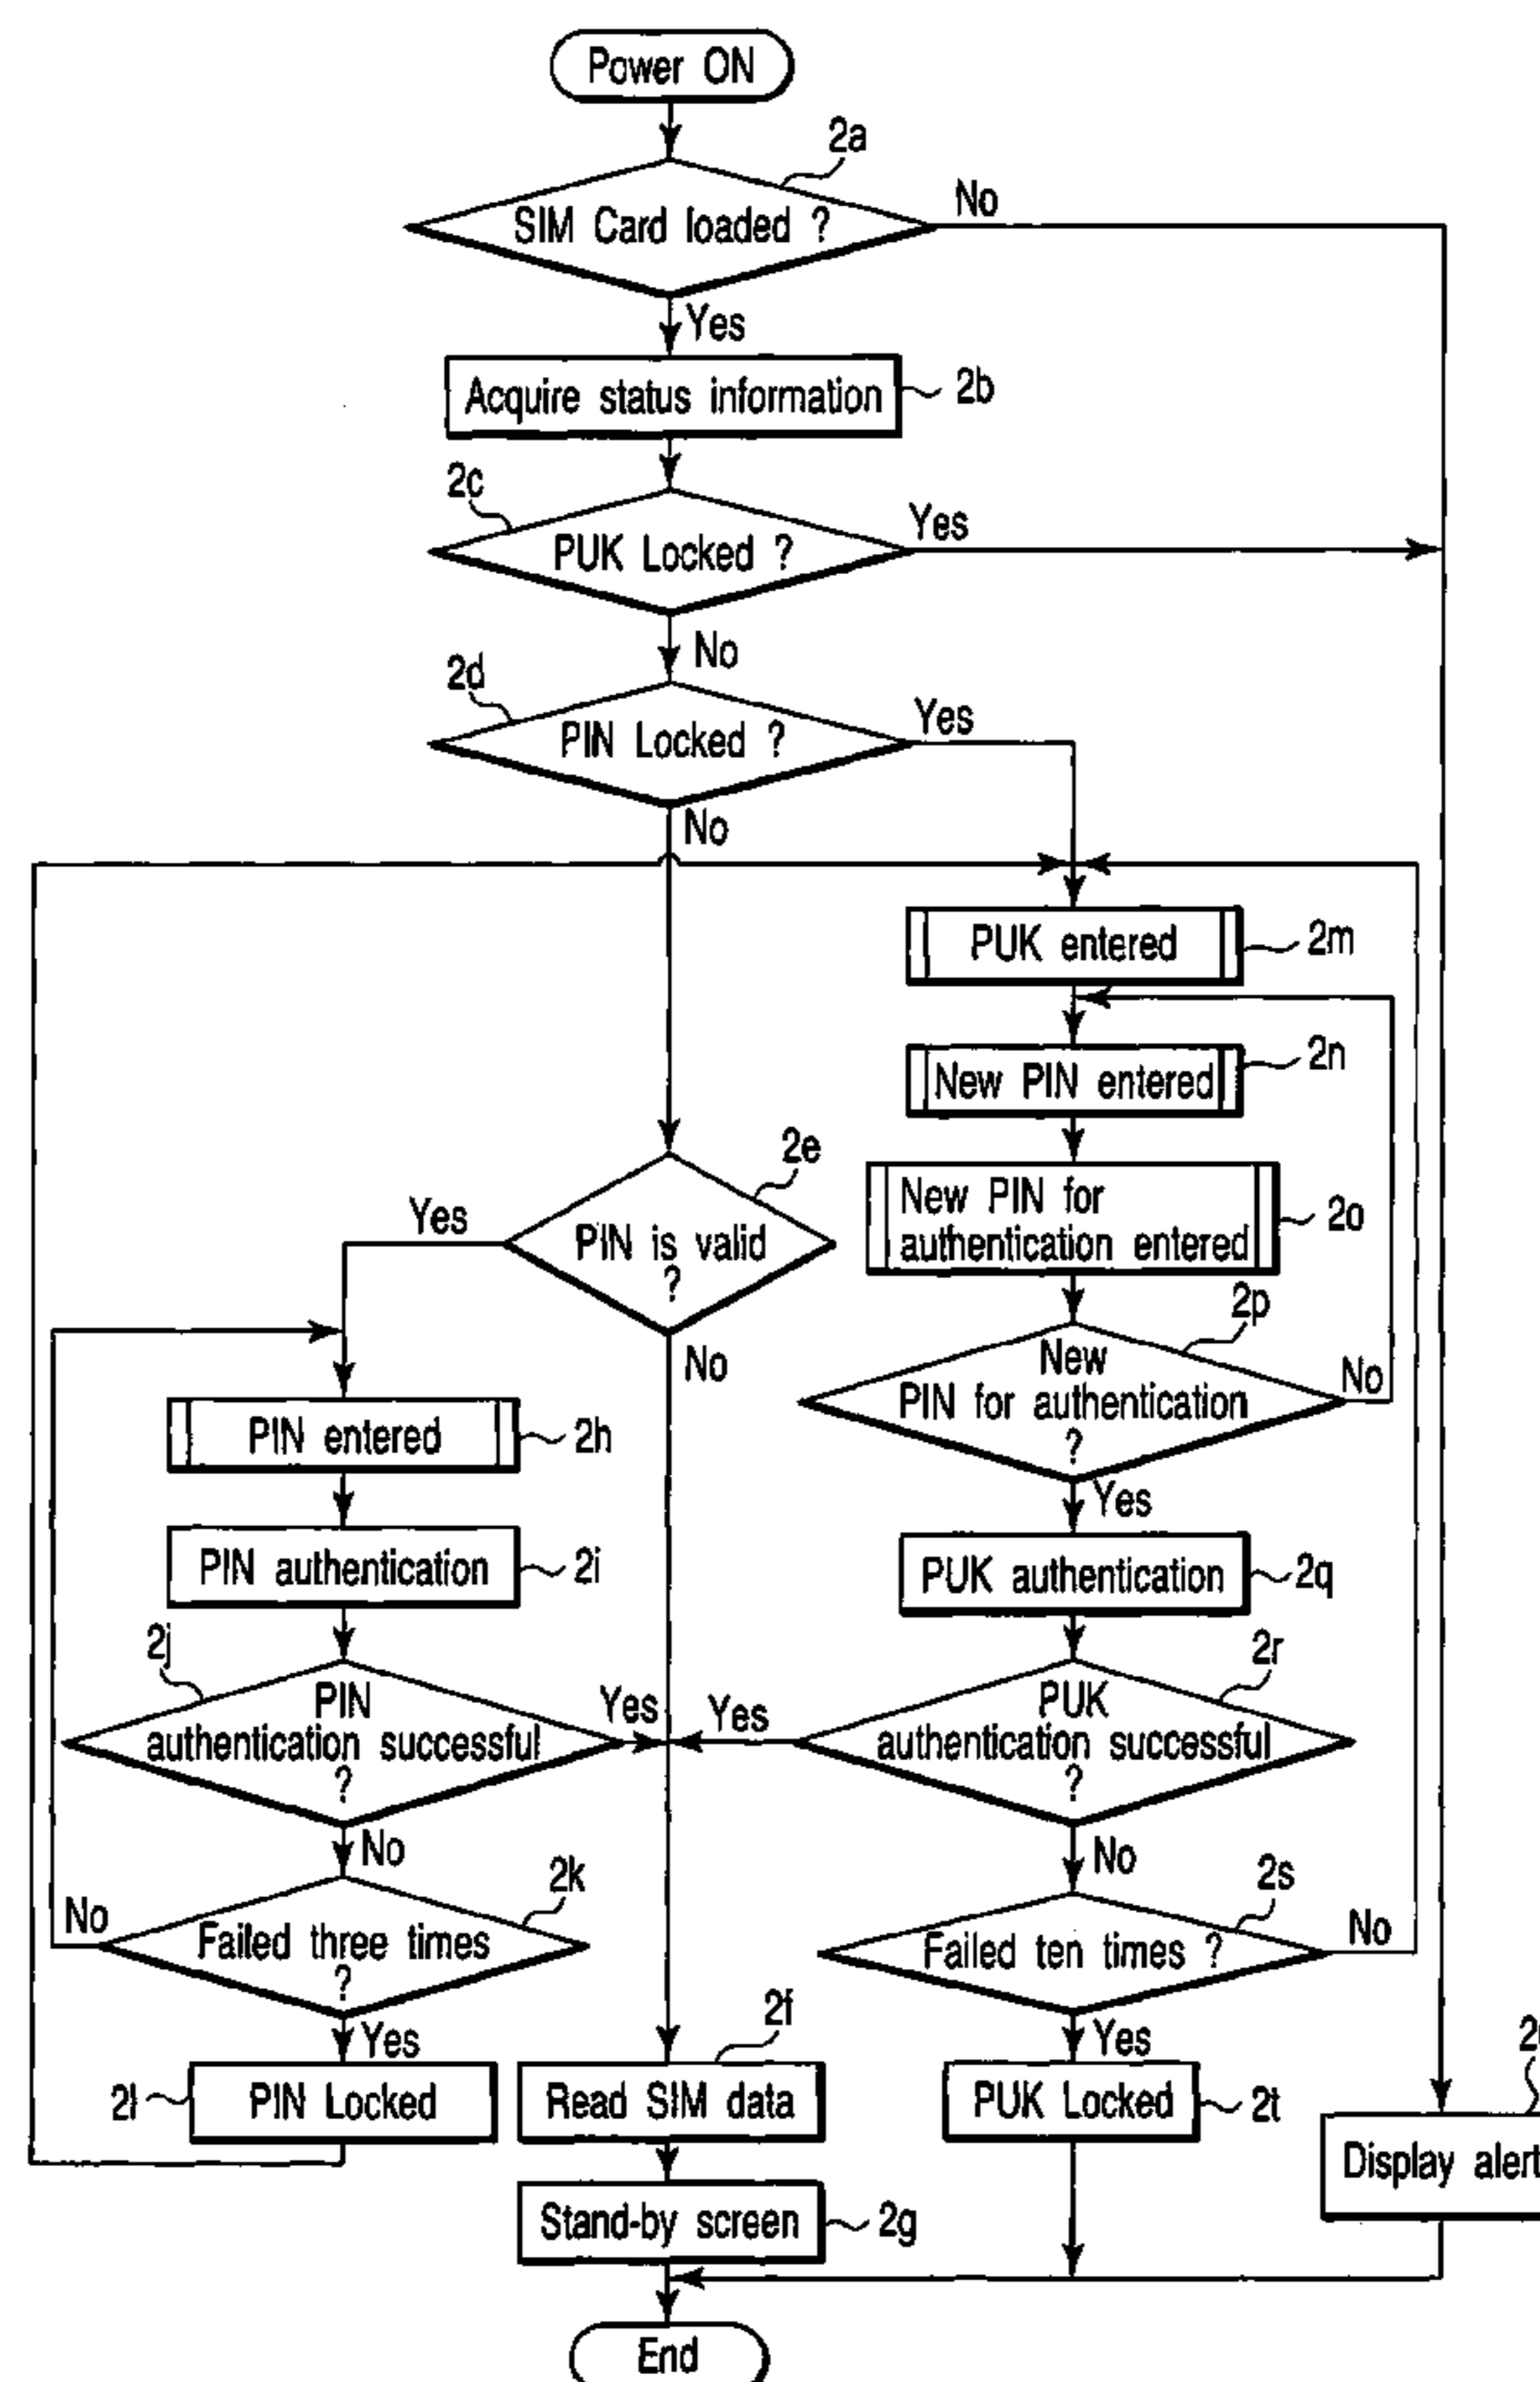 Power ON
2a
SIM Card loaded ?
No
Yes
Acquire status information
2b
2c
PUK Locked ?
Yes
No
2d
PIN Locked ?
Yes
No
PUK entered
2m
New PIN entered
2n
2e
PIN is valid
?
Yes
No
New PIN for
authentication entered
2o
2p
New
PIN for authentication
?
No
Yes
PIN entered
2h
PIN authentication
2i
PUK authentication
2q
2j
PIN
authentication successful
?
Yes
No
2r
PUK
authentication successful
?
Yes
No
2k
Failed three times
?
No
Yes
2s
Failed ten times ?
No
Yes
2l
PIN Locked
2f
Read SIM data
PUK Locked
2t
Display alert
Stand-by screen
2g
End